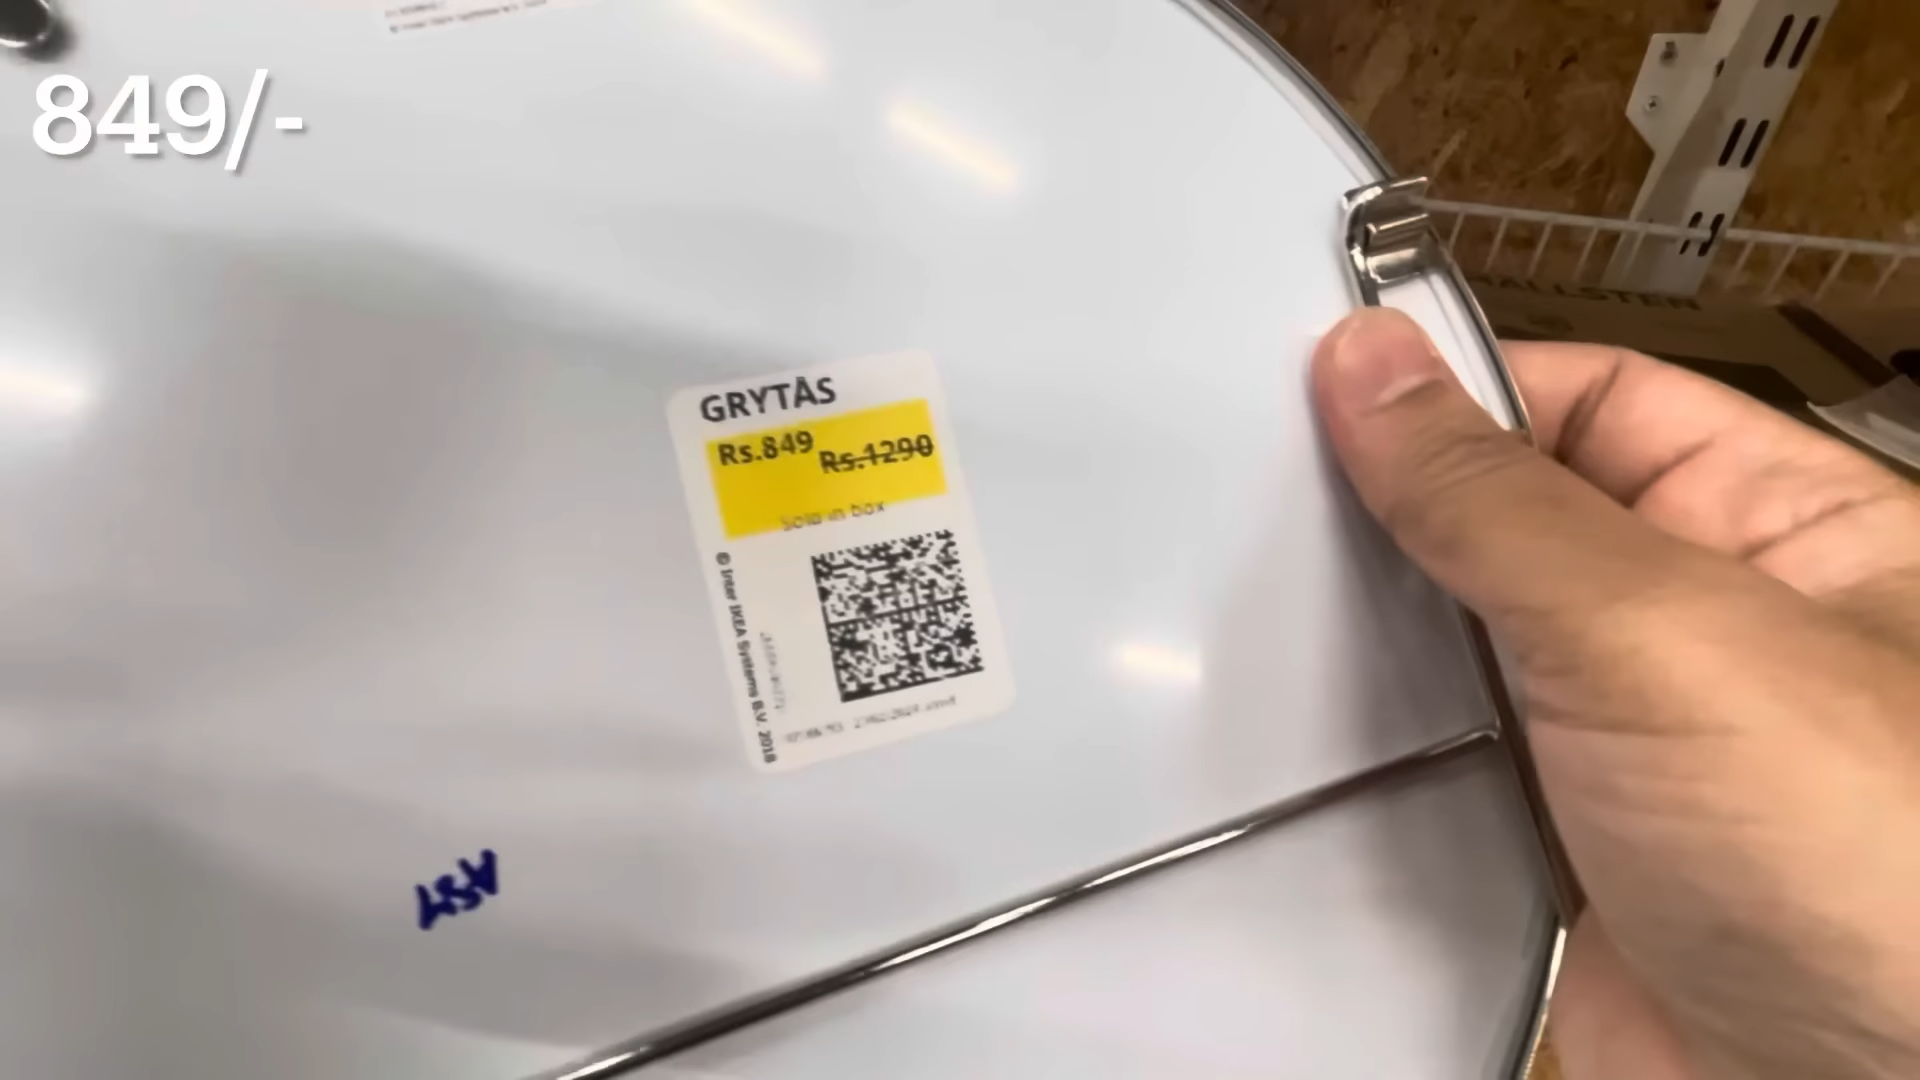 849/-
GRYTÅS
Rs.849 Rs.1290
Sold in box
© Inter IKEA Systems B.V. 2018